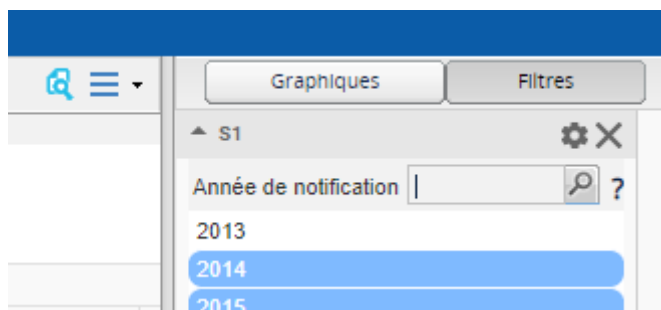 Graphiques Filtres
S1
Année de notification ?
2013
2014
2015